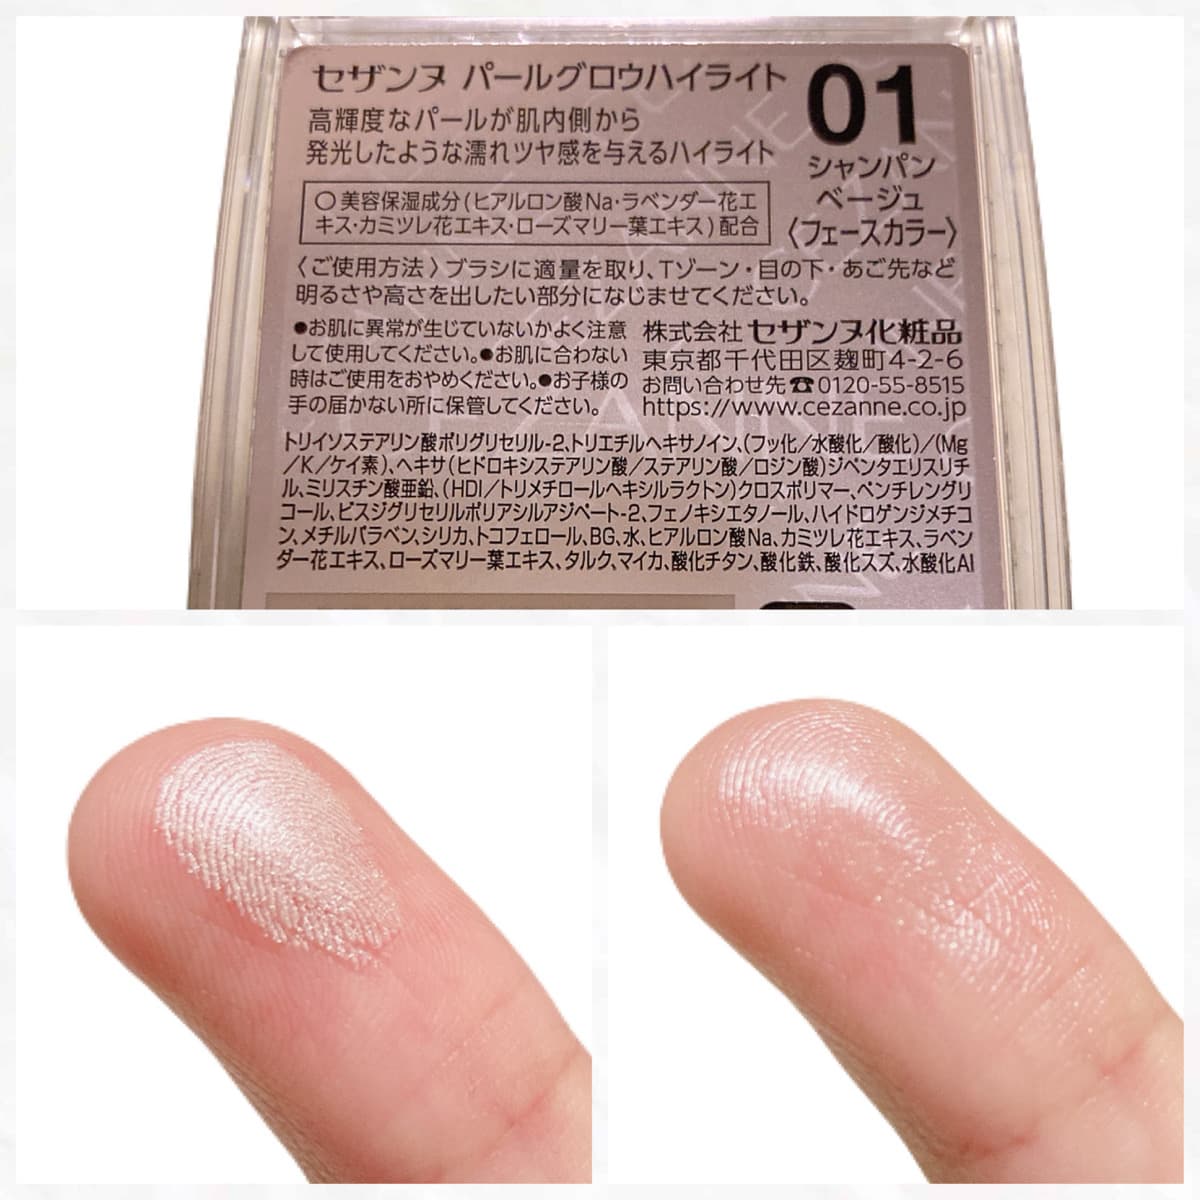 セザンヌ パールグロウハイライト
01
高輝度なパールが肌内側から
発光したような濡れツヤ感を与えるハイライト
シャンパン
ベージュ
〈フェースカラー〉
○美容保湿成分(ヒアルロン酸Na・ラベンダー花エ
キス・カミツレ花エキス・ローズマリー葉エキス)配合
〈ご使用方法〉ブラシに適量を取り、Tゾーン・目の下・あご先など
明るさや高さを出したい部分になじませてください。
●お肌に異常が生じていないかよく注意
して使用してください。●お肌に合わない
時はご使用をおやめください。●お子様の
手の届かない所に保管してください。
株式会社 セザンヌ化粧品
東京都千代田区麹町4-2-6
お問い合わせ先☎0120-55-8515
https://www.cezanne.co.jp
トリイソステアリン酸ポリグリセリル-2、トリエチルヘキサノイン、(フッ化/水酸化/酸化)/(Mg
/K/ケイ素)、ヘキサ(ヒドロキシステアリン酸/ステアリン酸/ロジン酸)ジペンタエリスリチ
ル、ミリスチン酸亜鉛、(HDI/トリメチロールヘキシルラクトン)クロスポリマー、ペンチレングリ
コール、ビスジグリセリルポリアシルアジペート-2、フェノキシエタノール、ハイドロゲンジメチコ
ン、メチルパラベン、シリカ、トコフェロール、BG、水、ヒアルロン酸Na、カミツレ花エキス、ラベン
ダー花エキス、ローズマリー葉エキス、タルク、マイカ、酸化チタン、酸化鉄、酸化スズ、水酸化Al